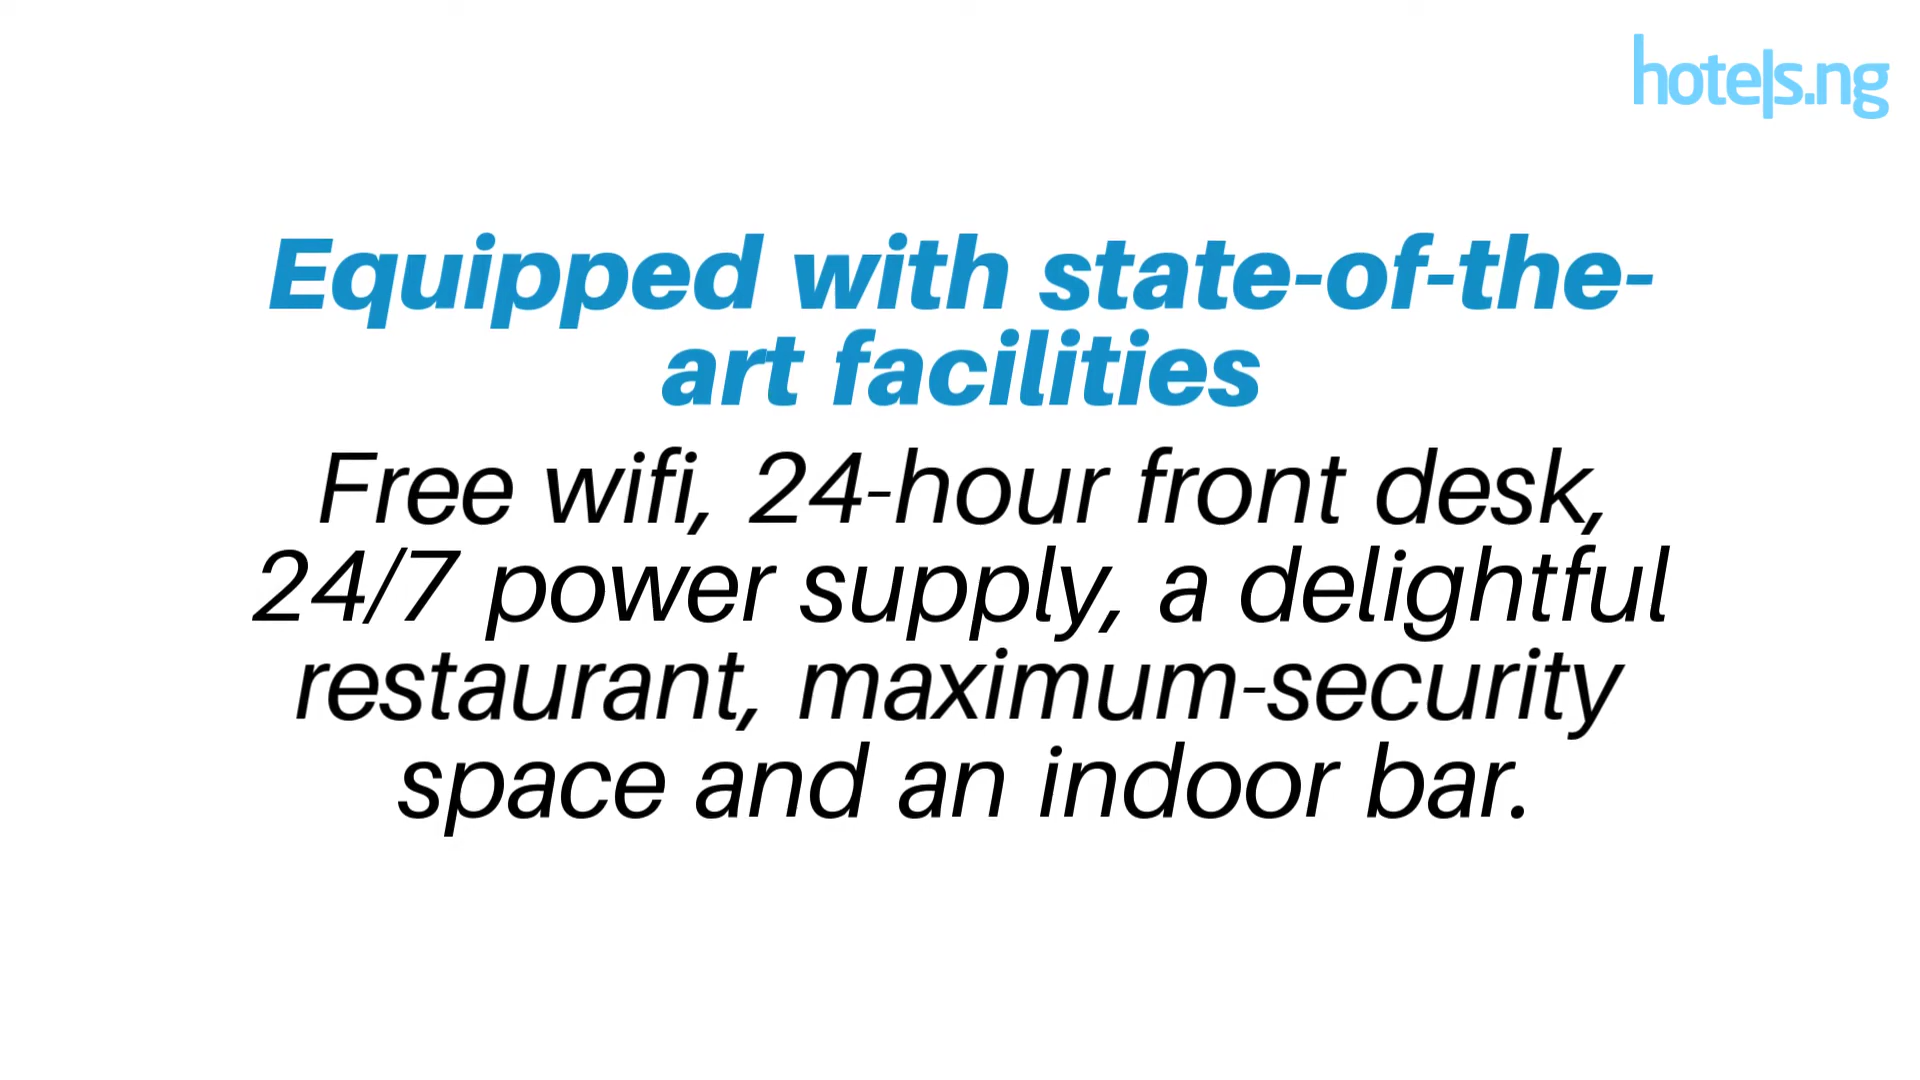 hotels.ng
Equipped with state-of-the-
art facilities
Free wifi, 24-hour front desk,
24/7 power supply, a delightful
restaurant, maximum-security
space and an indoor bar.